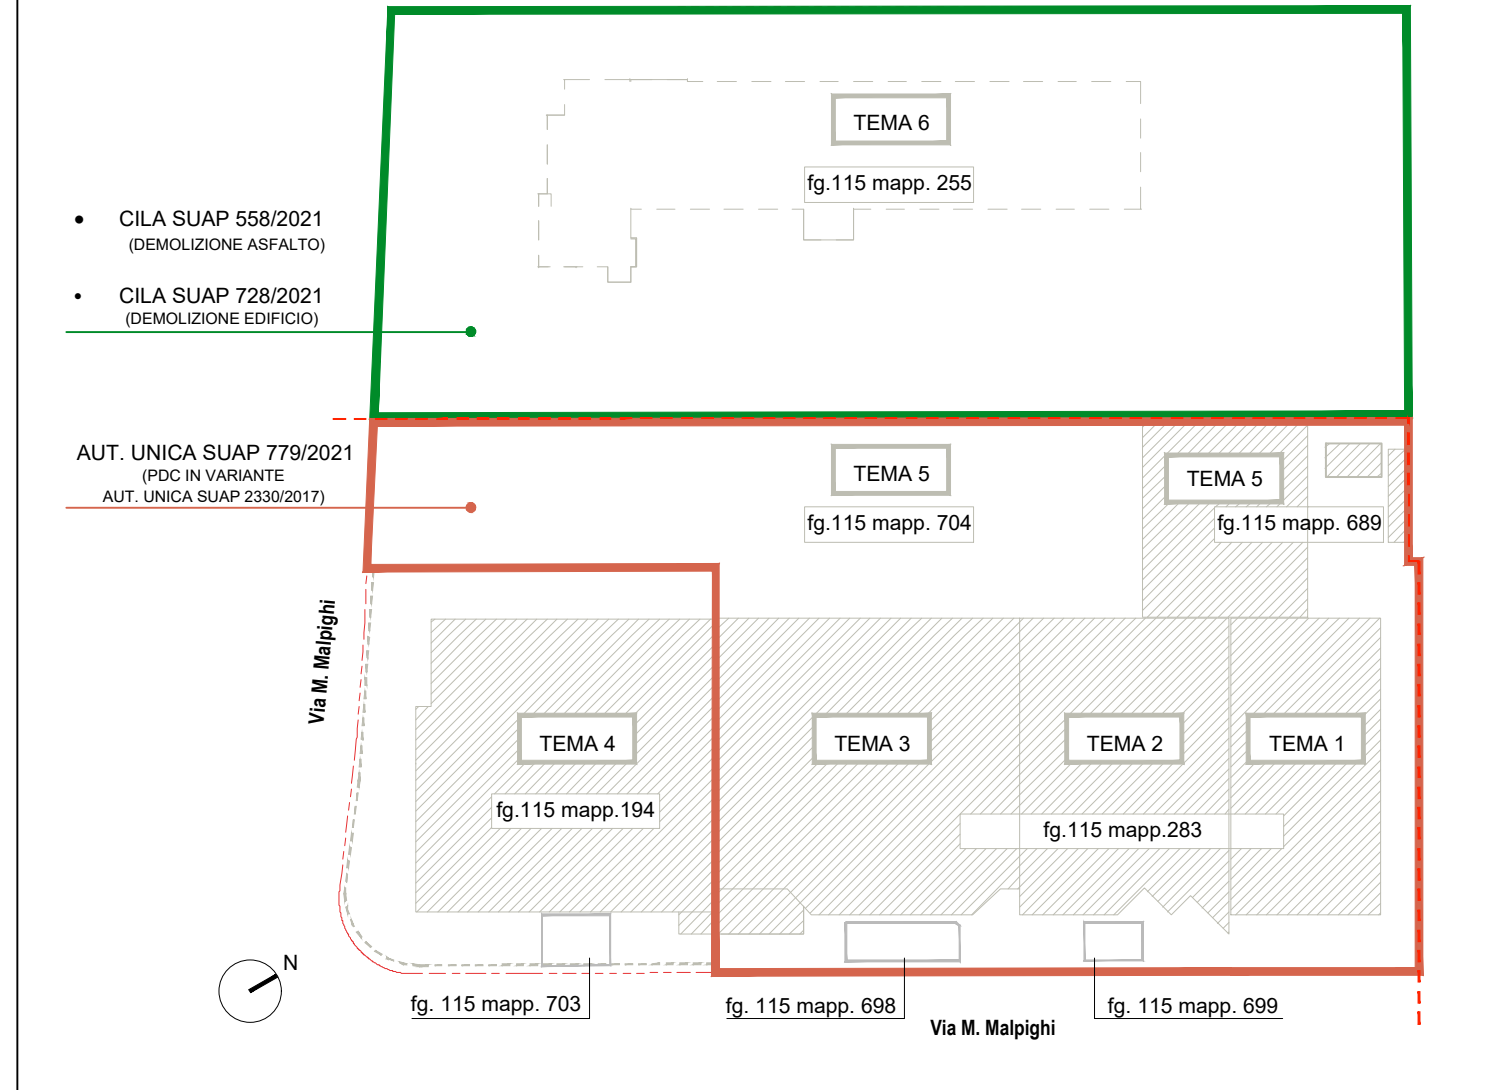 TEMA 6
fg.115 mapp. 255
• CILA SUAP 558/2021
(DEMOLIZIONE ASFALTO)
• CILA SUAP 728/2021
(DEMOLIZIONE EDIFICIO)
AUT. UNICA SUAP 779/2021
(PDC IN VARIANTE
AUT. UNICA SUAP 2330/2017)
TEMA 5
fg.115 mapp. 704
TEMA 5
fg.115 mapp. 689
Via M. Malpighi
TEMA 4
fg.115 mapp.194
TEMA 3
TEMA 2
TEMA 1
fg.115 mapp.283
N
fg. 115 mapp. 703
fg. 115 mapp. 698
fg. 115 mapp. 699
Via M. Malpighi